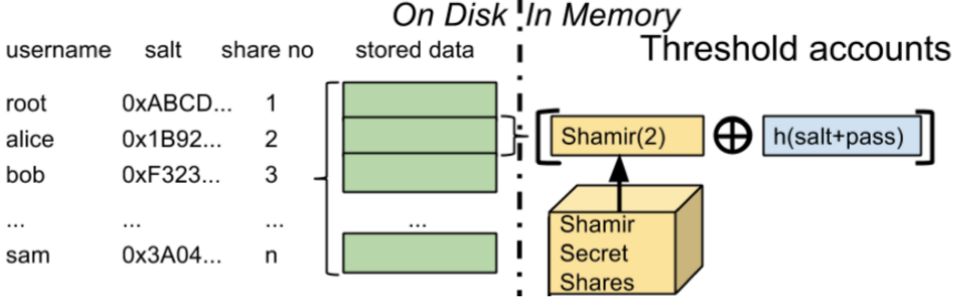 On Disk In Memory
username salt share no stored data Threshold accounts
root 0xABCD... 1
alice 0x1B92... 2 Shamir(2) ⊕ h(salt+pass)
bob 0xF323... 3
... ... ... ...
sam 0x3A04... n
Shamir
Secret
Shares